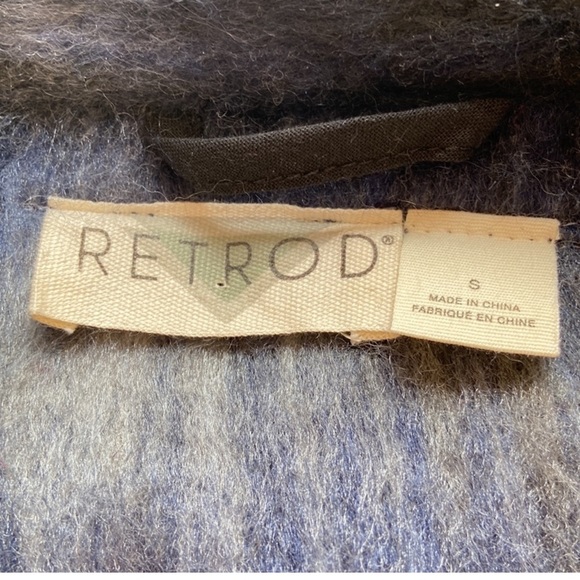 RETROD®
S
MADE IN CHINA
FABRIQUÉ EN CHINE